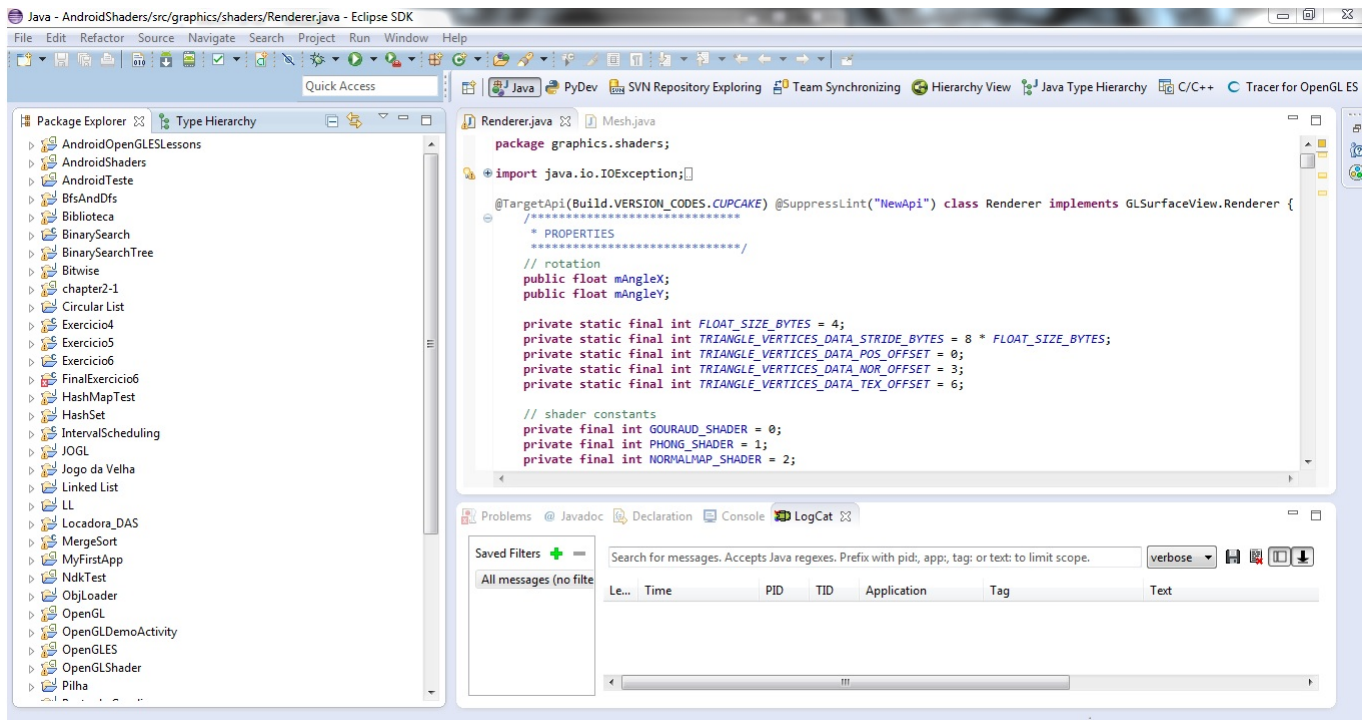 Java - AndroidShaders/src/graphics/shaders/Renderer.java - Eclipse SDK
File Edit Refactor Source Navigate Search Project Run Window Help
Quick Access
Java PyDev SVN Repository Exploring Team Synchronizing Hierarchy View Java Type Hierarchy C/C++ Tracer for OpenGL ES
Package Explorer Type Hierarchy
AndroidOpenGLESLessons
AndroidShaders
AndroidTeste
BfsAndDfs
Biblioteca
BinarySearch
BinarySearchTree
Bitwise
chapter2-1
Circular List
Exercicio4
Exercicio5
Exercicio6
FinalExercicio6
HashMapTest
HashSet
IntervalScheduling
JOGL
Jogo da Velha
Linked List
LL
Locadora_DAS
MergeSort
MyFirstApp
NdkTest
ObjLoader
OpenGL
OpenGLDemoActivity
OpenGLES
OpenGLShader
Pilha
Renderer.java Mesh.java
package graphics.shaders;
import java.io.IOException;
@TargetApi(Build.VERSION_CODES.CUPCAKE) @SuppressLint("NewApi") class Renderer implements GLSurfaceView.Renderer {
/******************************
* PROPERTIES
******************************/
// rotation
public float mAngleX;
public float mAngleY;
private static final int FLOAT_SIZE_BYTES = 4;
private static final int TRIANGLE_VERTICES_DATA_STRIDE_BYTES = 8 * FLOAT_SIZE_BYTES;
private static final int TRIANGLE_VERTICES_DATA_POS_OFFSET = 0;
private static final int TRIANGLE_VERTICES_DATA_NOR_OFFSET = 3;
private static final int TRIANGLE_VERTICES_DATA_TEX_OFFSET = 6;
// shader constants
private final int GOURAUD_SHADER = 0;
private final int PHONG_SHADER = 1;
private final int NORMALMAP_SHADER = 2;
Problems @ Javadoc Declaration Console LogCat
Saved Filters
All messages (no filte
Search for messages. Accepts Java regexes. Prefix with pid:, app:, tag: or text: to limit scope.
verbose
Le... Time PID TID Application Tag Text